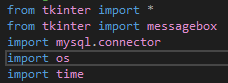 from tkinter import *
from tkinter import messagebox
import mysql.connector
import os
import time